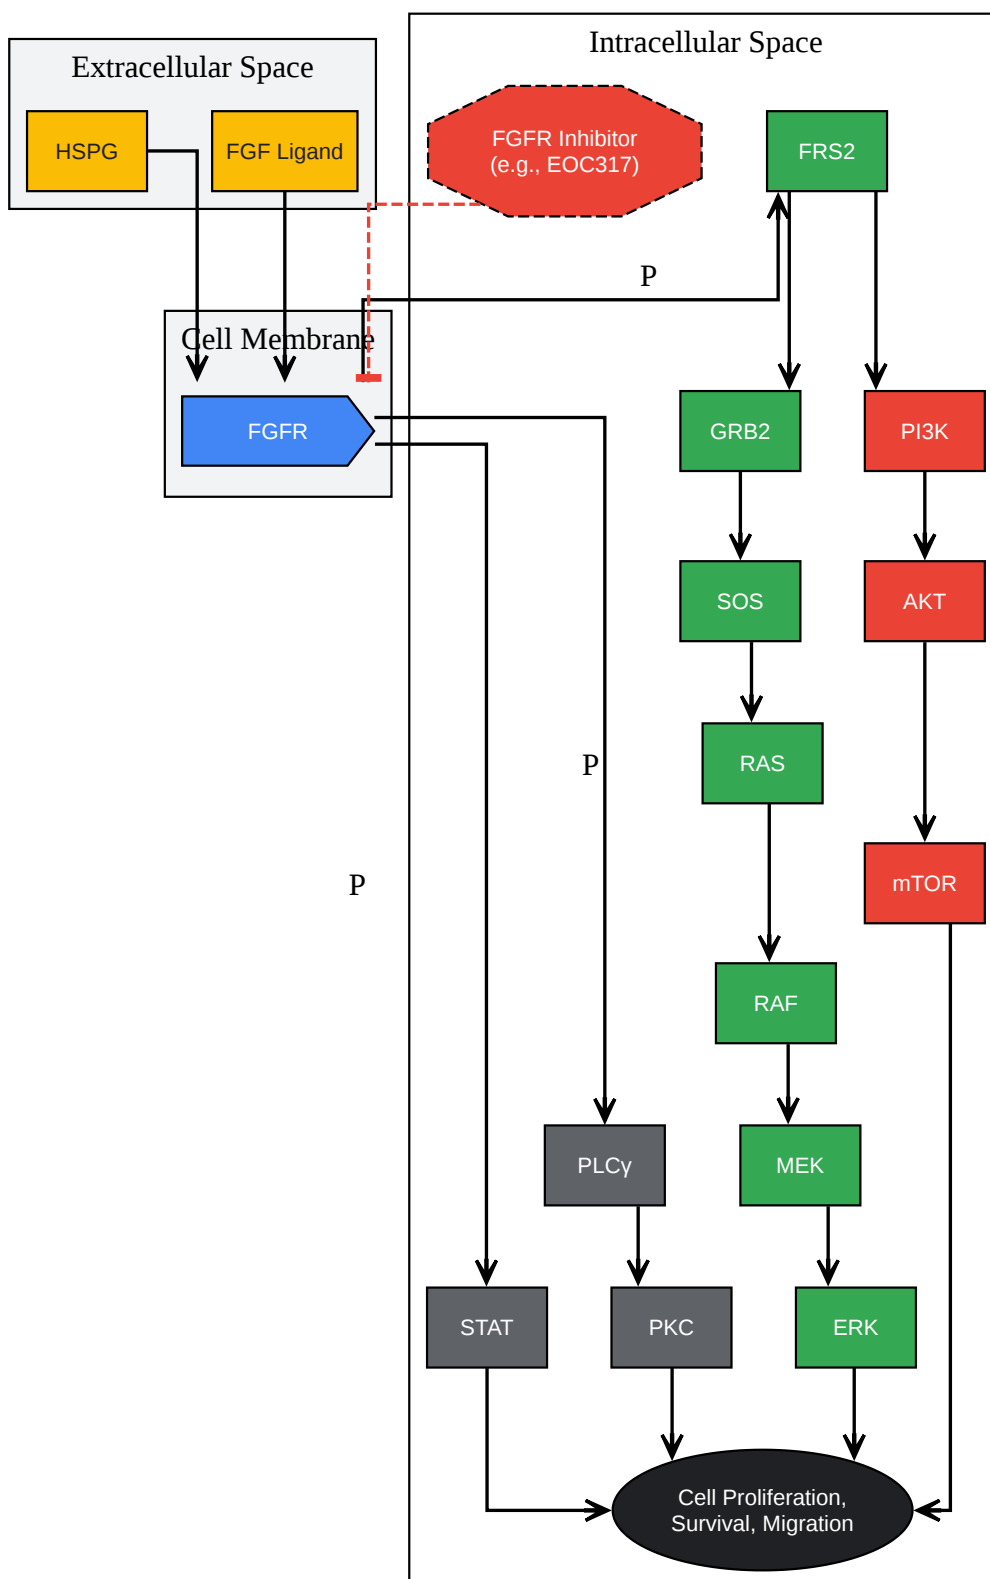 Extracellular Space
Intracellular Space
HSPG
FGF Ligand
FGFR Inhibitor
(e.g., EOC317)
FRS2
P
Cell Membrane
FGFR
GRB2
PI3K
SOS
AKT
RAS
P
mTOR
P
RAF
PLCγ
MEK
STAT
PKC
ERK
Cell Proliferation,
Survival, Migration